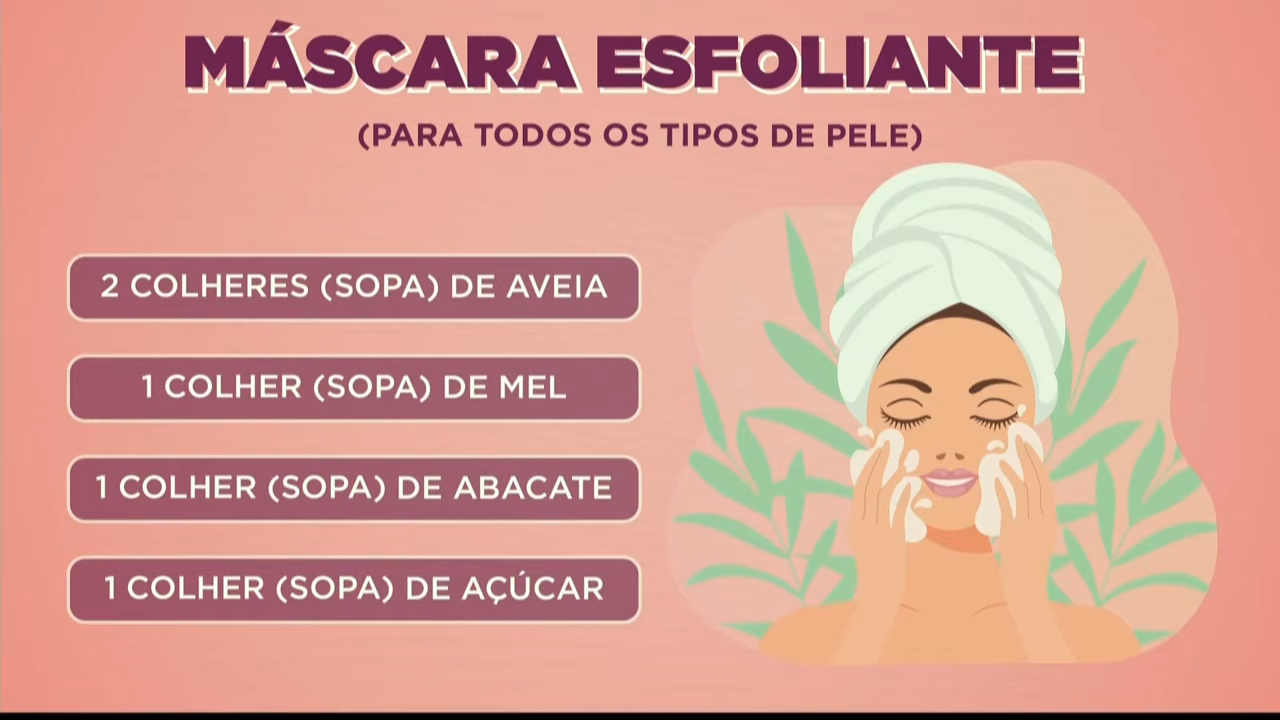 MÁSCARA ESFOLIANTE
(PARA TODOS OS TIPOS DE PELE)
2 COLHERES (SOPA) DE AVEIA
1 COLHER (SOPA) DE MEL
1 COLHER (SOPA) DE ABACATE
1 COLHER (SOPA) DE AÇÚCAR